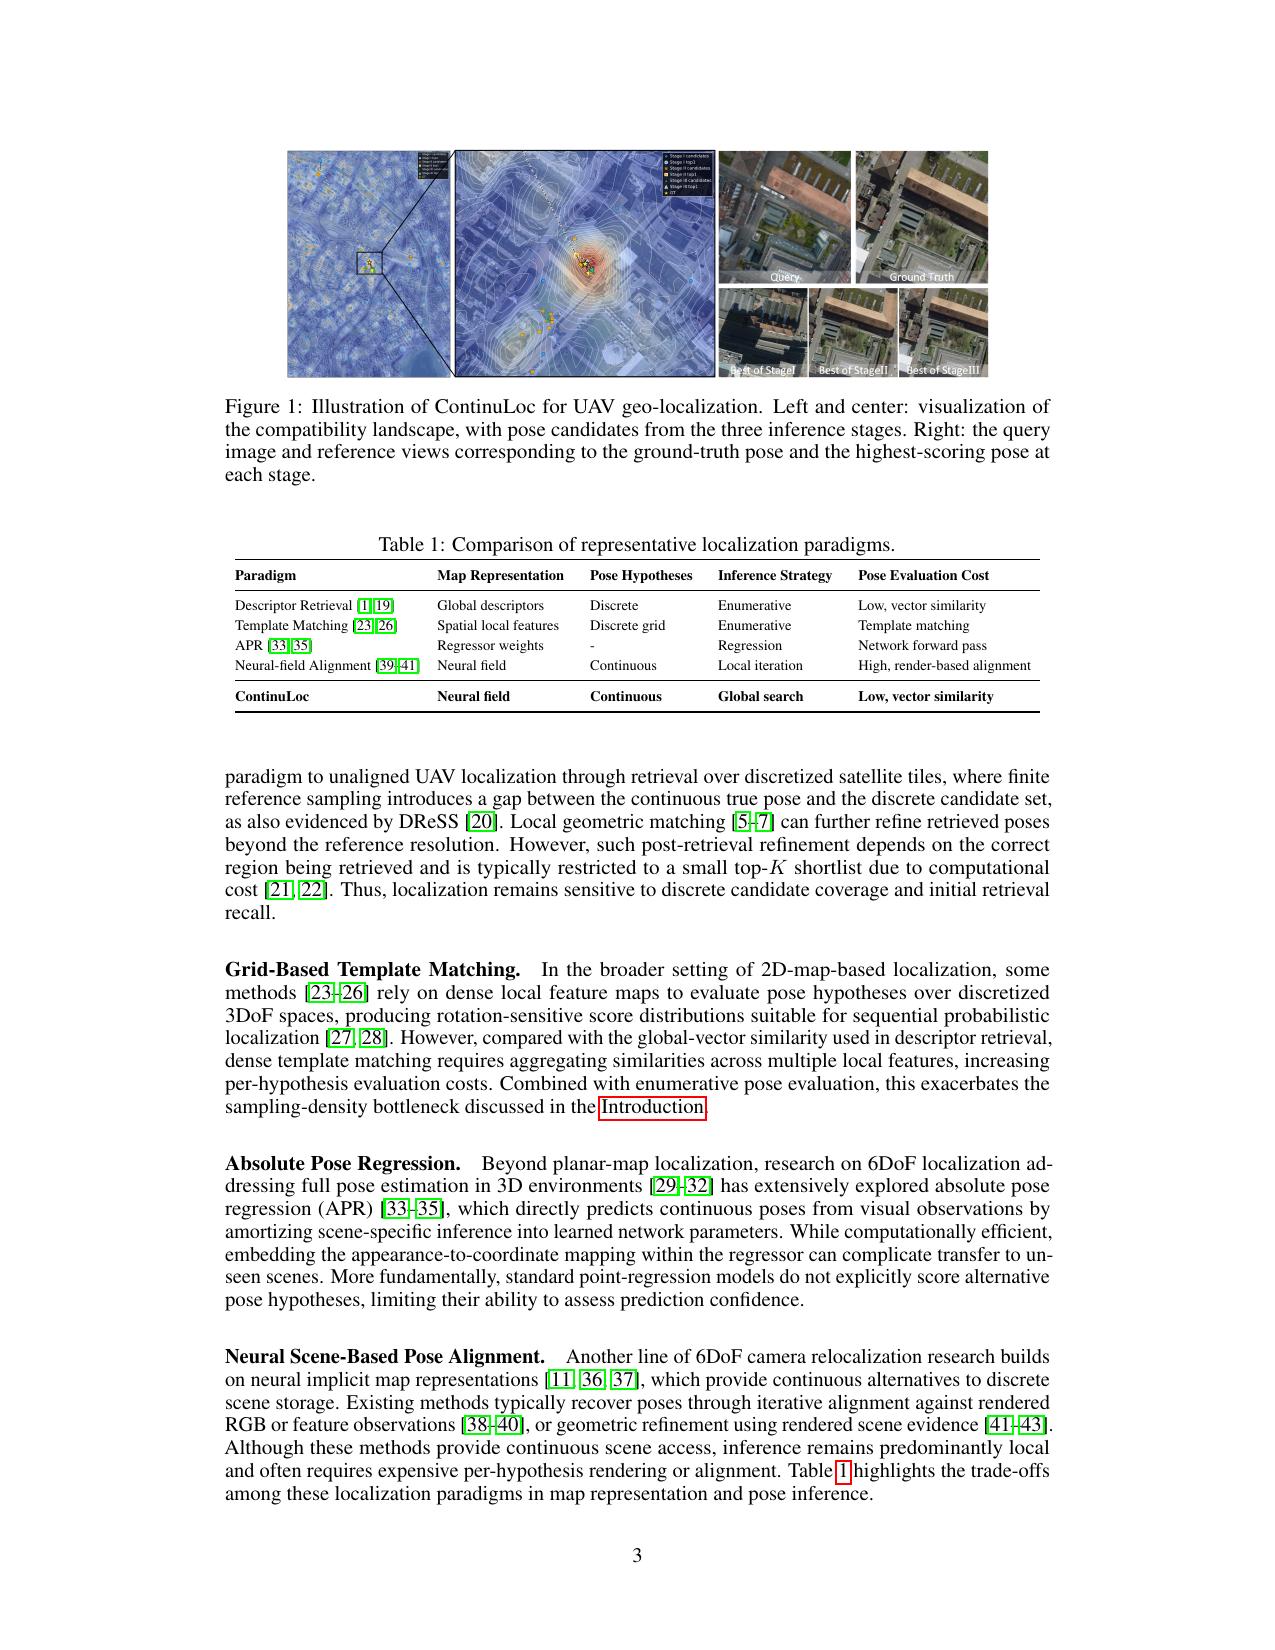 Stage I candidates
Stage I top1
Stage II candidates
Stage II top1
Stage III candidates
Stage III top1
GT
Query
Ground Truth
Best of StageI
Best of StageII
Best of StageIII
Figure 1: Illustration of ContinuLoc for UAV geo-localization. Left and center: visualization of
the compatibility landscape, with pose candidates from the three inference stages. Right: the query
image and reference views corresponding to the ground-truth pose and the highest-scoring pose at
each stage.
Table 1: Comparison of representative localization paradigms.
Paradigm Map Representation Pose Hypotheses Inference Strategy Pose Evaluation Cost
Descriptor Retrieval [1, 19] Global descriptors Discrete Enumerative Low, vector similarity
Template Matching [23, 26] Spatial local features Discrete grid Enumerative Template matching
APR [33, 35] Regressor weights - Regression Network forward pass
Neural-field Alignment [39–41] Neural field Continuous Local iteration High, render-based alignment
ContinuLoc Neural field Continuous Global search Low, vector similarity
paradigm to unaligned UAV localization through retrieval over discretized satellite tiles, where finite
reference sampling introduces a gap between the continuous true pose and the discrete candidate set,
as also evidenced by DReSS [20]. Local geometric matching [5–7] can further refine retrieved poses
beyond the reference resolution. However, such post-retrieval refinement depends on the correct
region being retrieved and is typically restricted to a small top-K shortlist due to computational
cost [21, 22]. Thus, localization remains sensitive to discrete candidate coverage and initial retrieval
recall.
Grid-Based Template Matching. In the broader setting of 2D-map-based localization, some
methods [23–26] rely on dense local feature maps to evaluate pose hypotheses over discretized
3DoF spaces, producing rotation-sensitive score distributions suitable for sequential probabilistic
localization [27, 28]. However, compared with the global-vector similarity used in descriptor retrieval,
dense template matching requires aggregating similarities across multiple local features, increasing
per-hypothesis evaluation costs. Combined with enumerative pose evaluation, this exacerbates the
sampling-density bottleneck discussed in the Introduction.
Absolute Pose Regression. Beyond planar-map localization, research on 6DoF localization ad-
dressing full pose estimation in 3D environments [29–32] has extensively explored absolute pose
regression (APR) [33–35], which directly predicts continuous poses from visual observations by
amortizing scene-specific inference into learned network parameters. While computationally efficient,
embedding the appearance-to-coordinate mapping within the regressor can complicate transfer to un-
seen scenes. More fundamentally, standard point-regression models do not explicitly score alternative
pose hypotheses, limiting their ability to assess prediction confidence.
Neural Scene-Based Pose Alignment. Another line of 6DoF camera relocalization research builds
on neural implicit map representations [11, 36, 37], which provide continuous alternatives to discrete
scene storage. Existing methods typically recover poses through iterative alignment against rendered
RGB or feature observations [38–40], or geometric refinement using rendered scene evidence [41–43].
Although these methods provide continuous scene access, inference remains predominantly local
and often requires expensive per-hypothesis rendering or alignment. Table 1 highlights the trade-offs
among these localization paradigms in map representation and pose inference.
3